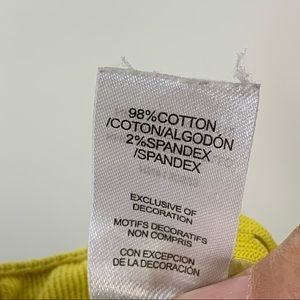 98%COTTON
/COTON/ALGODÓN
2%SPANDEX
/SPANDEX
EXCLUSIVE OF
DECORATION
MOTIFS DECORATIFS
NON COMPRIS
CON EXCEPCION
DE LA DECORACIÓN